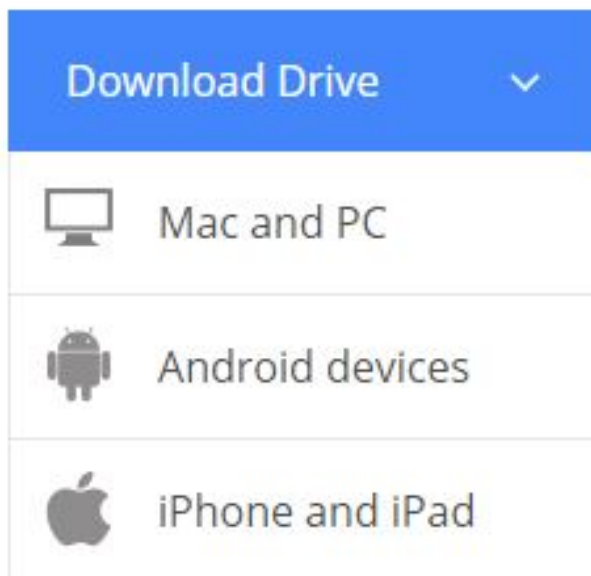 Download Drive
Mac and PC
Android devices
iPhone and iPad